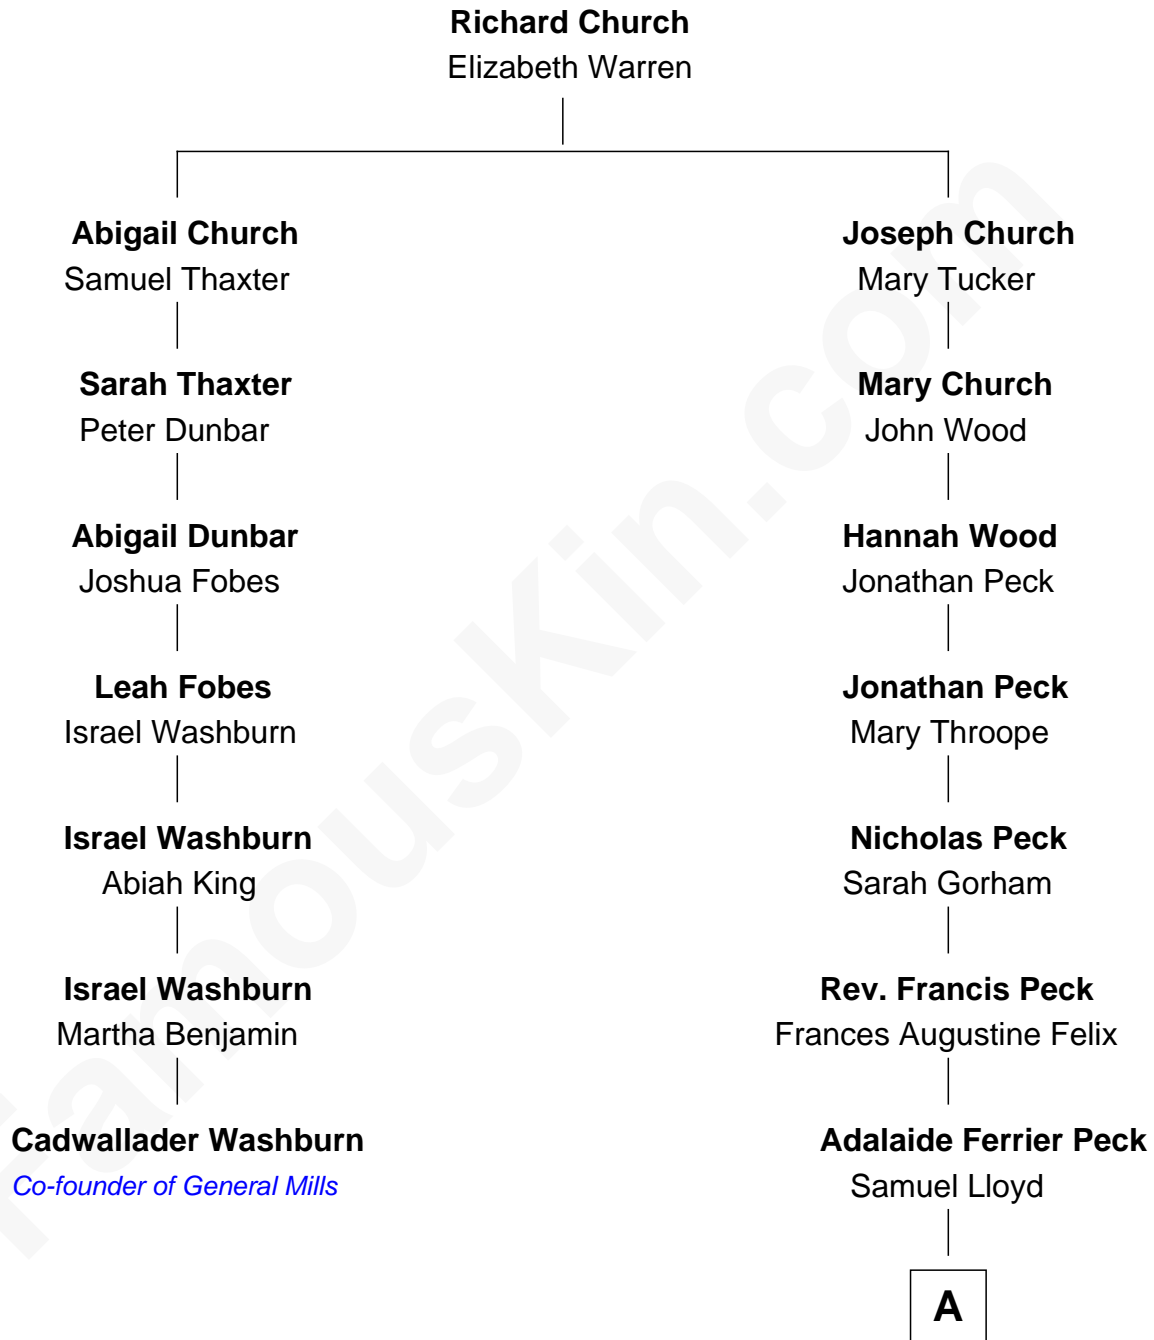 Richard Church
Elizabeth Warren
Abigail Church
Samuel Thaxter
Joseph Church
Mary Tucker
Sarah Thaxter
Peter Dunbar
Mary Church
John Wood
Abigail Dunbar
Joshua Fobes
Hannah Wood
Jonathan Peck
Leah Fobes
Israel Washburn
Jonathan Peck
Mary Throope
Israel Washburn
Abiah King
Nicholas Peck
Sarah Gorham
Israel Washburn
Martha Benjamin
Rev. Francis Peck
Frances Augustine Felix
Cadwallader Washburn
Co-founder of General Mills
Adalaide Ferrier Peck
Samuel Lloyd
A
FamousKin.com